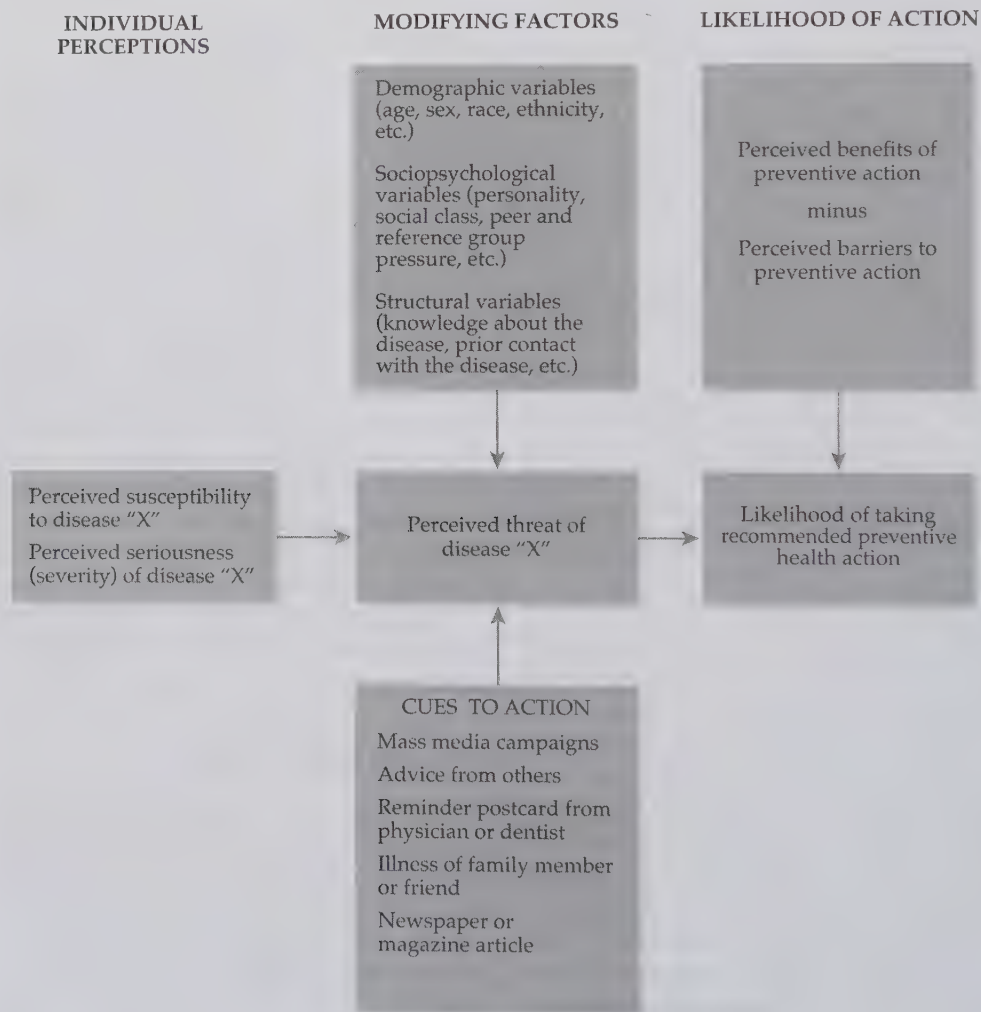 INDIVIDUAL
PERCEPTIONS
MODIFYING FACTORS
LIKELIHOOD OF ACTION
Demographic variables
(age, sex, race, ethnicity,
etc.)
Sociopsychological
variables (personality,
social class, peer and
reference group
pressure, etc.)
Structural variables
(knowledge about the
disease, prior contact
with the disease, etc.)
Perceived benefits of
preventive action
minus
Perceived barriers to
preventive action
Perceived susceptibility
to disease “X”
Perceived seriousness
(severity) of disease “X”
Perceived threat of
disease “X”
Likelihood of taking
recommended preventive
health action
CUES TO ACTION
Mass media campaigns
Advice from others
Reminder postcard from
physician or dentist
Illness of family member
or friend
Newspaper or
magazine article